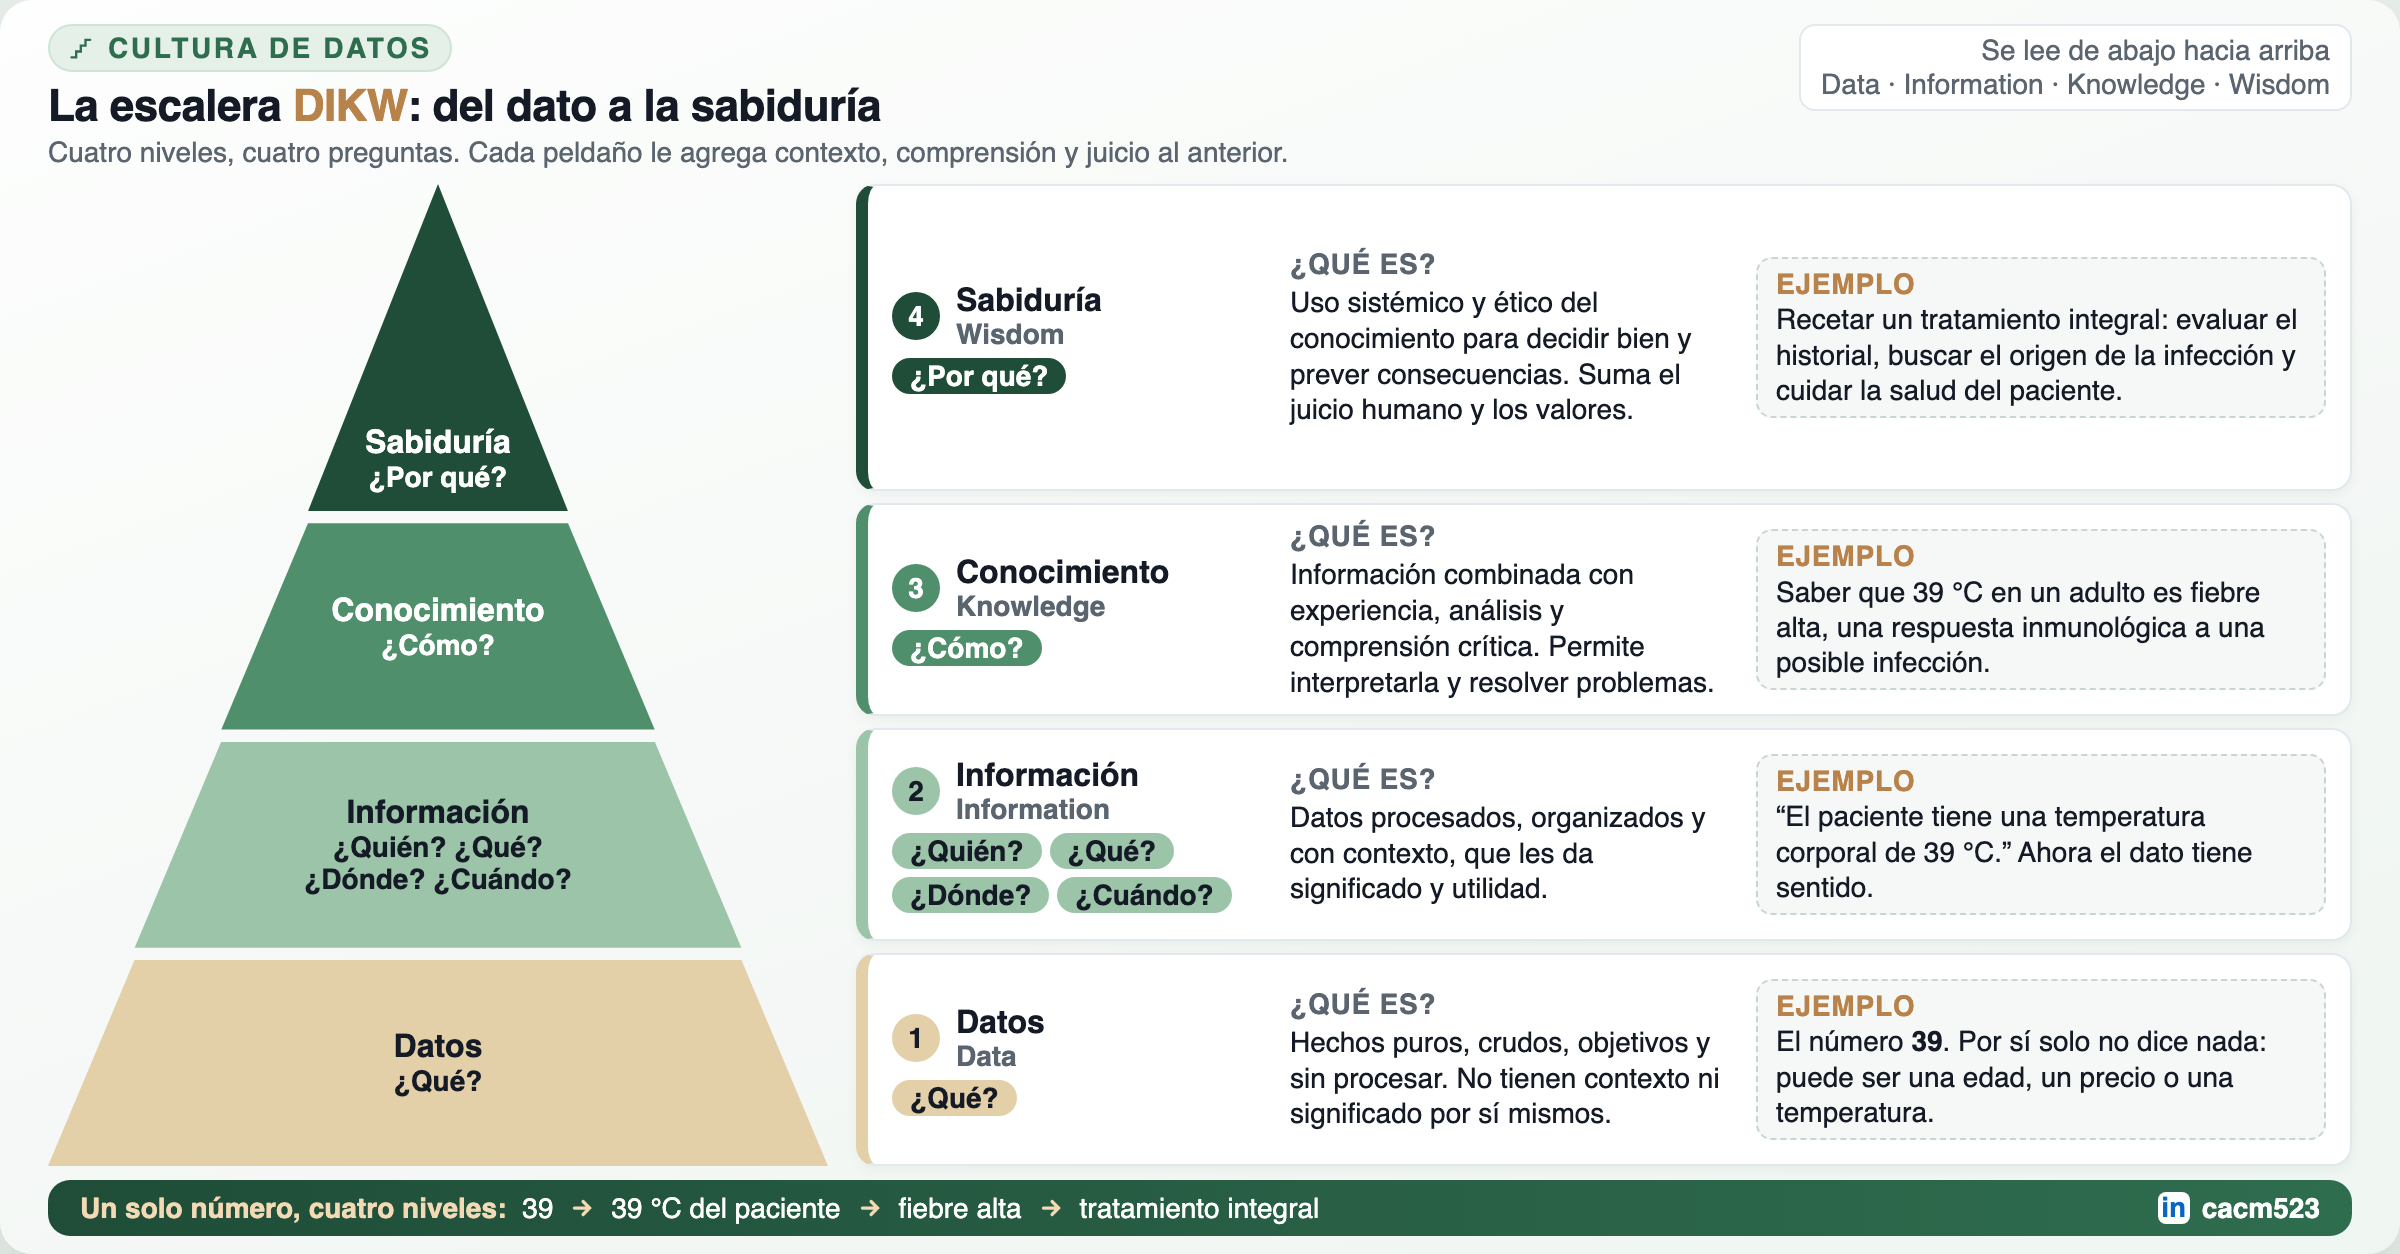 CULTURA DE DATOS
La escalera DIKW: del dato a la sabiduría
Cuatro niveles, cuatro preguntas. Cada peldaño le agrega contexto, comprensión y juicio al anterior.
Se lee de abajo hacia arriba
Data · Information · Knowledge · Wisdom
Sabiduría
¿Por qué?
Conocimiento
¿Cómo?
Información
¿Quién? ¿Qué?
¿Dónde? ¿Cuándo?
Datos
¿Qué?
4
Sabiduría
Wisdom
¿Por qué?
¿QUÉ ES?
Uso sistémico y ético del
conocimiento para decidir bien y
prever consecuencias. Suma el
juicio humano y los valores.
EJEMPLO
Recetar un tratamiento integral: evaluar el
historial, buscar el origen de la infección y
cuidar la salud del paciente.
3
Conocimiento
Knowledge
¿Cómo?
¿QUÉ ES?
Información combinada con
experiencia, análisis y
comprensión crítica. Permite
interpretarla y resolver problemas.
EJEMPLO
Saber que 39 °C en un adulto es fiebre
alta, una respuesta inmunológica a una
posible infección.
2
Información
Information
¿Quién? ¿Qué?
¿Dónde? ¿Cuándo?
¿QUÉ ES?
Datos procesados, organizados y
con contexto, que les da
significado y utilidad.
EJEMPLO
“El paciente tiene una temperatura
corporal de 39 °C.” Ahora el dato tiene
sentido.
1
Datos
Data
¿Qué?
¿QUÉ ES?
Hechos puros, crudos, objetivos y
sin procesar. No tienen contexto ni
significado por sí mismos.
EJEMPLO
El número 39. Por sí solo no dice nada:
puede ser una edad, un precio o una
temperatura.
Un solo número, cuatro niveles: 39 → 39 °C del paciente → fiebre alta → tratamiento integral
in cacm523